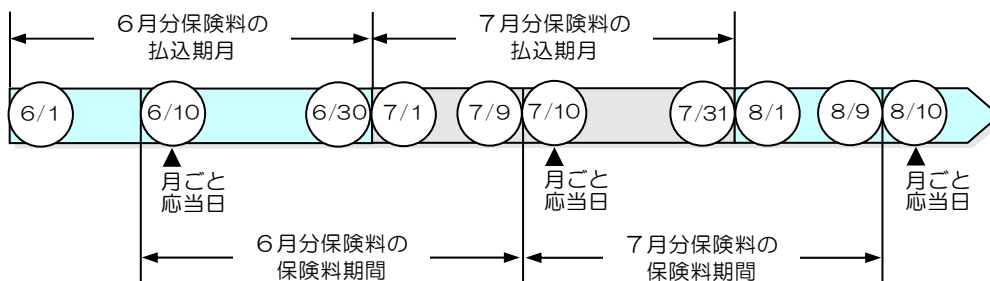 ６月分保険料の
払込期月
７月分保険料の
払込期月
6/1
6/10
6/30
7/1
7/9
7/10
7/31
8/1
8/9
8/10
月ごと
応当日
月ごと
応当日
月ごと
応当日
６月分保険料の
保険料期間
７月分保険料の
保険料期間